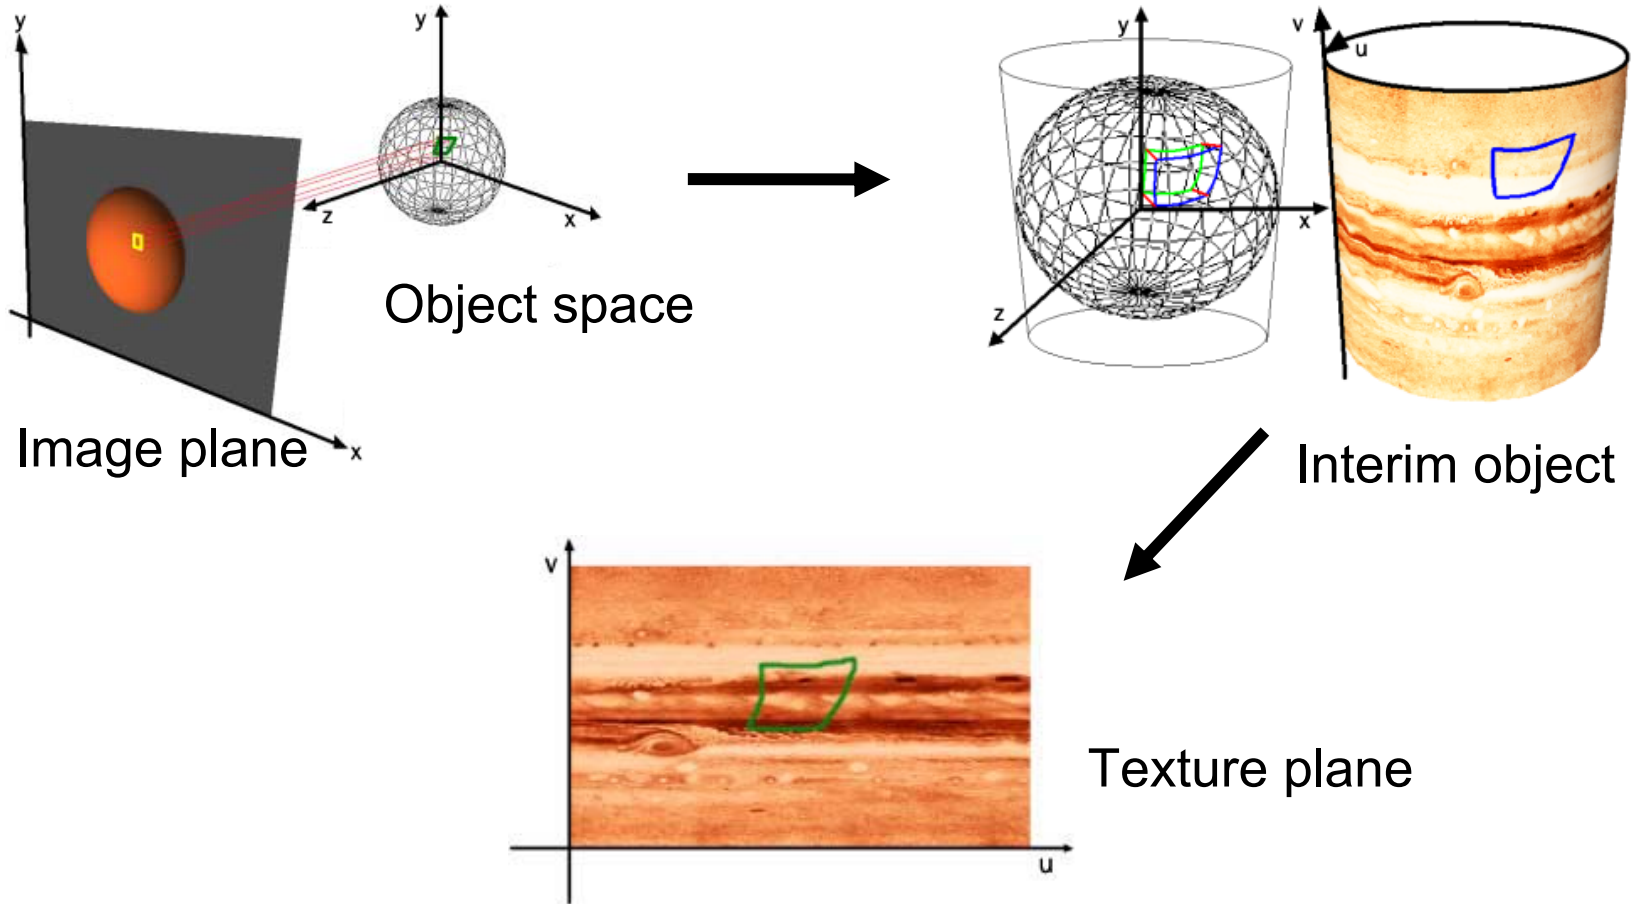 y
y
z
x
Object space
x
Image plane
y
z
x
v
u
Interim object
v
u
Texture plane